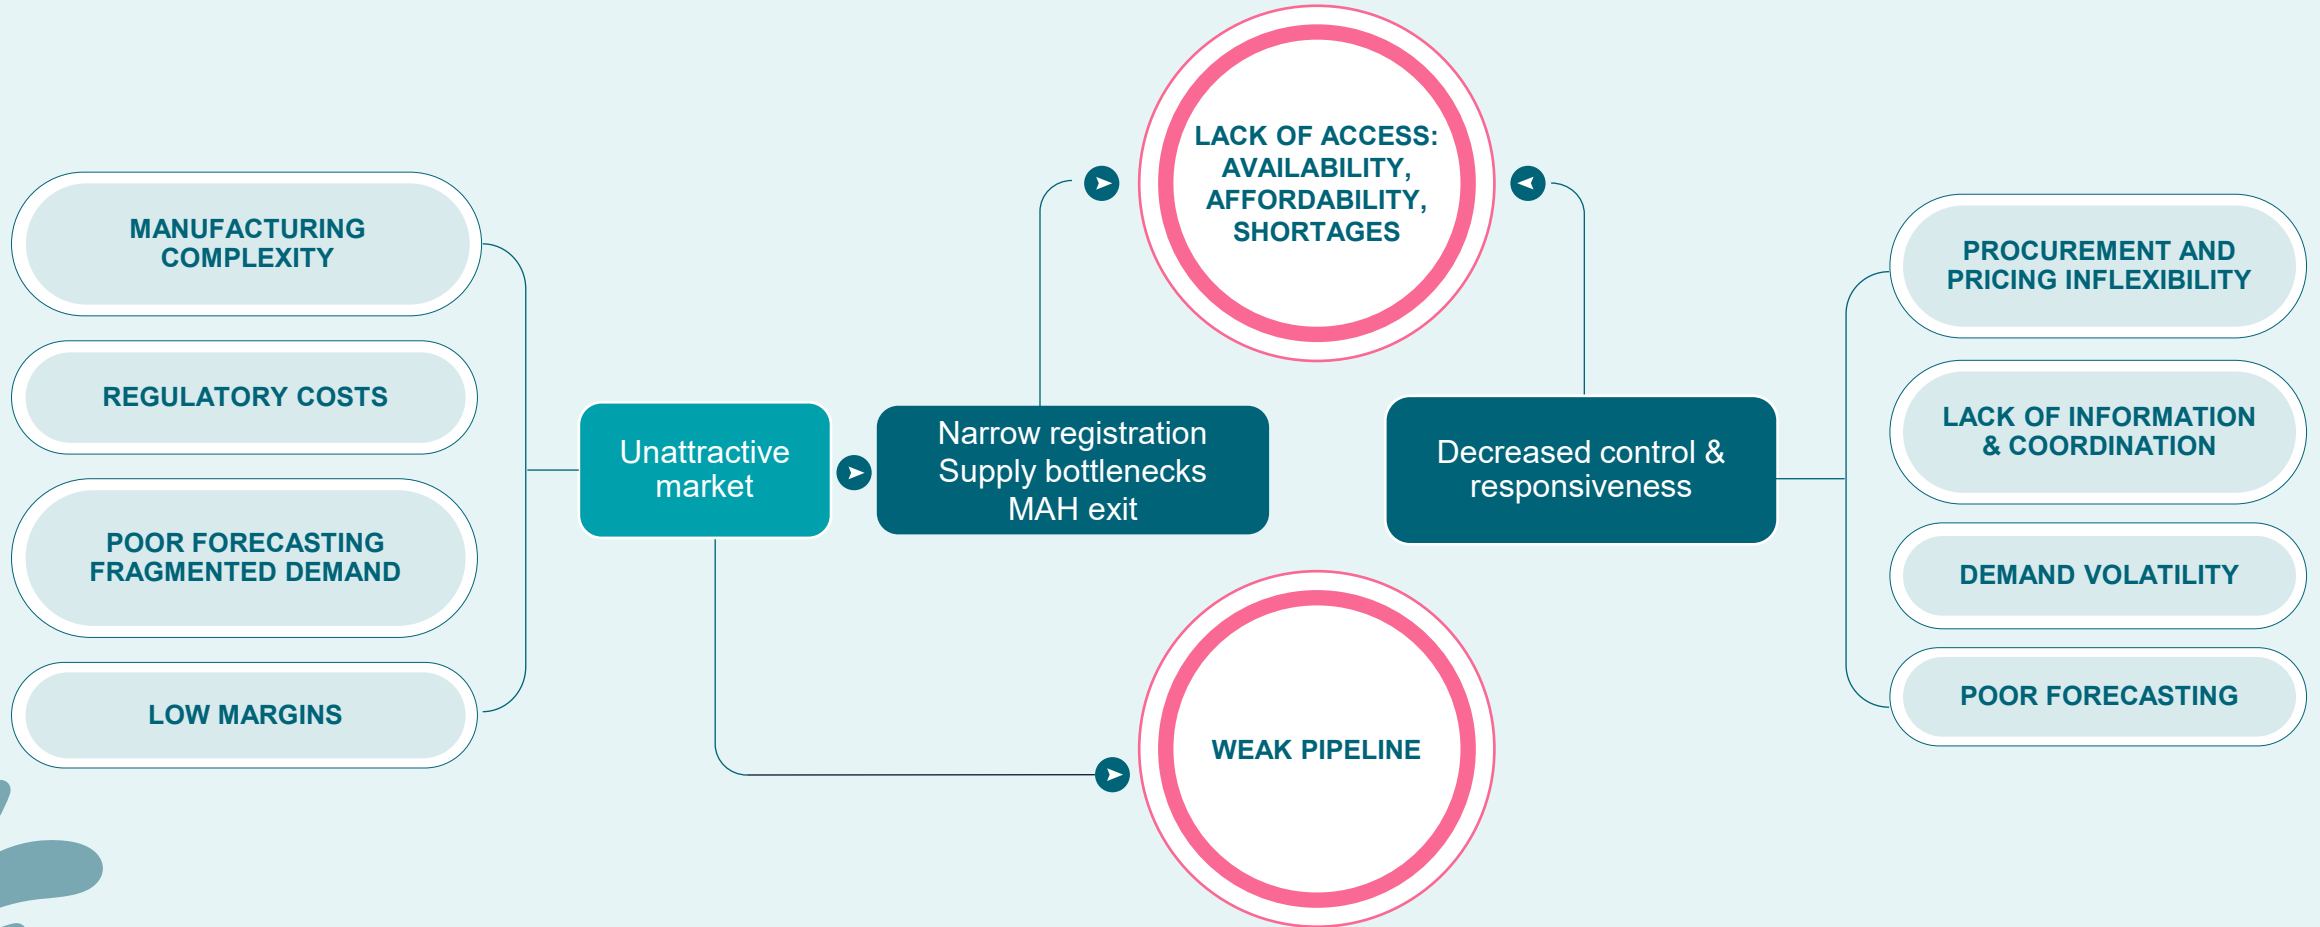 LACK OF ACCESS:
AVAILABILITY,
AFFORDABILITY,
SHORTAGES
MANUFACTURING
COMPLEXITY
REGULATORY COSTS
POOR FORECASTING
FRAGMENTED DEMAND
LOW MARGINS
Unattractive
market
Narrow registration
Supply bottlenecks
MAH exit
Decreased control &
responsiveness
PROCUREMENT AND
PRICING INFLEXIBILITY
LACK OF INFORMATION
& COORDINATION
DEMAND VOLATILITY
POOR FORECASTING
WEAK PIPELINE